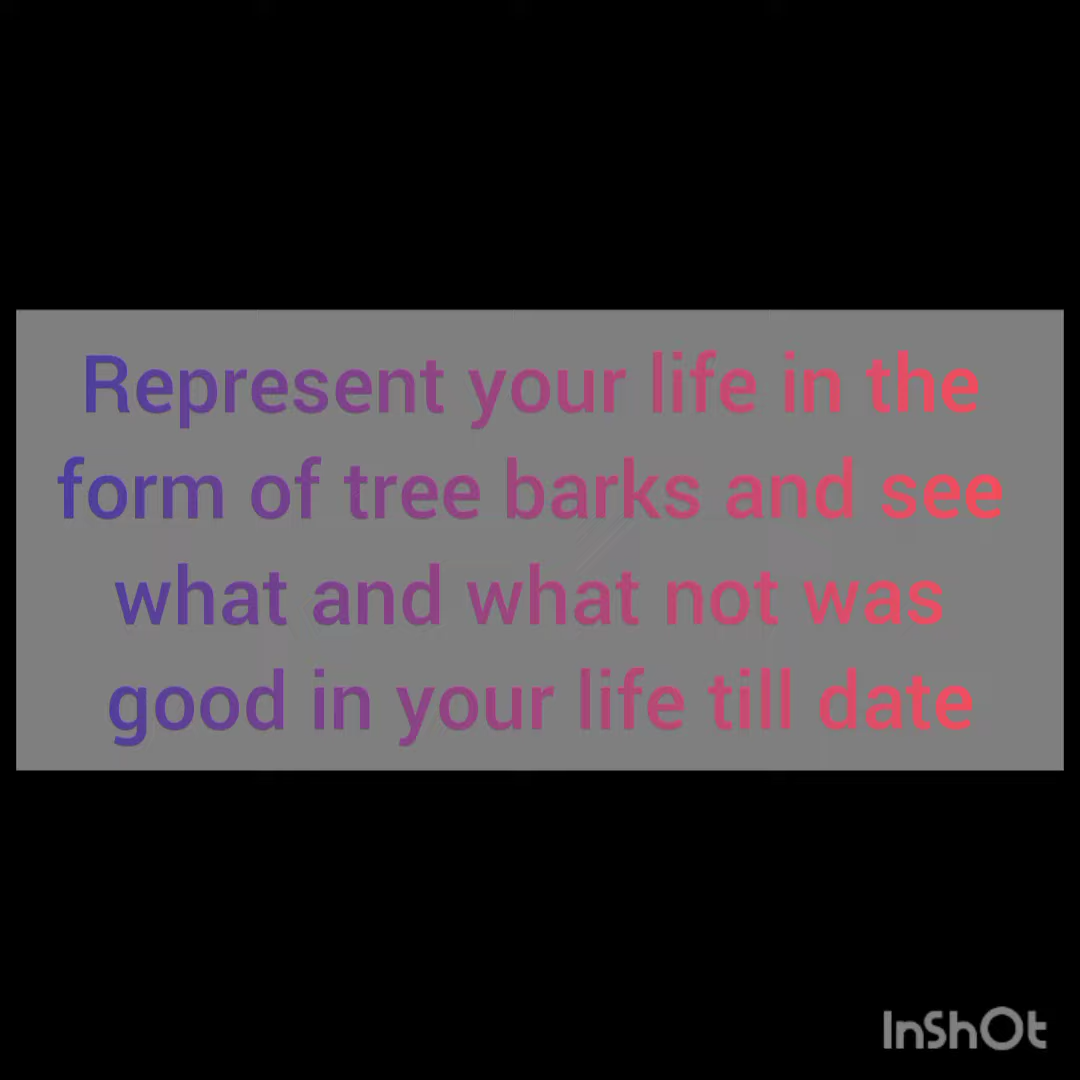 Represent your life in the
form of tree barks and see
what and what not was
good in your life till date
InShOt